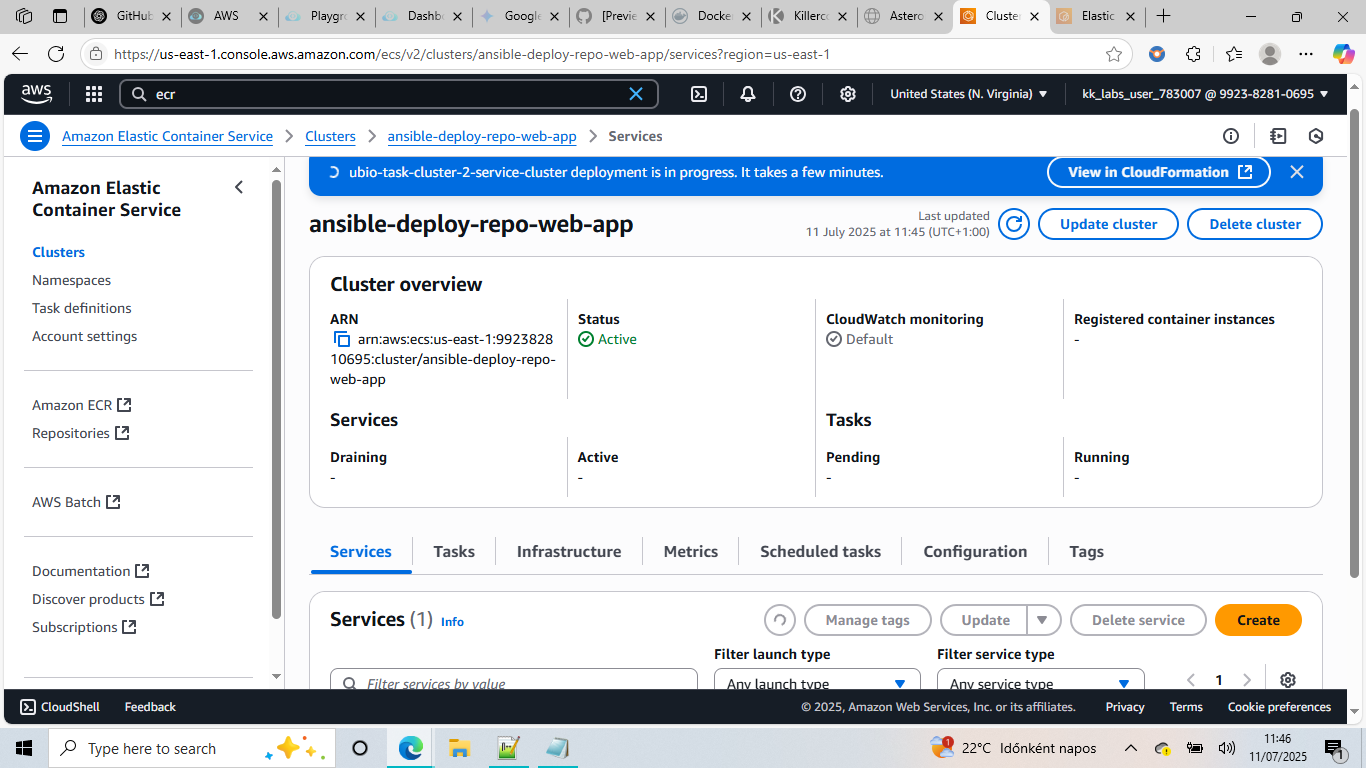 GitHub
AWS
Playgr
Dashb
Google
[Previe
Docke
Killerco
Astero
Cluster
Elastic
https://us-east-1.console.aws.amazon.com/ecs/v2/clusters/ansible-deploy-repo-web-app/services?region=us-east-1
aws
ecr
United States (N. Virginia)
kk_labs_user_783007 @ 9923-8281-0695
Amazon Elastic Container Service
Clusters
ansible-deploy-repo-web-app
Services
Amazon Elastic
Container Service
Clusters
Namespaces
Task definitions
Account settings
Amazon ECR
Repositories
AWS Batch
Documentation
Discover products
Subscriptions
ubio-task-cluster-2-service-cluster deployment is in progress. It takes a few minutes.
View in CloudFormation
ansible-deploy-repo-web-app
Last updated
11 July 2025 at 11:45 (UTC+1:00)
Update cluster
Delete cluster
Cluster overview
ARN
arn:aws:ecs:us-east-1:9923828
10695:cluster/ansible-deploy-repo-
web-app
Status
Active
CloudWatch monitoring
Default
Registered container instances
-
Services
Tasks
Draining
-
Active
-
Pending
-
Running
-
Services
Tasks
Infrastructure
Metrics
Scheduled tasks
Configuration
Tags
Services (1) Info
Manage tags
Update
Delete service
Create
Filter launch type
Filter service type
Filter services by value
Any launch type
Any service type
1
CloudShell
Feedback
© 2025, Amazon Web Services, Inc. or its affiliates.
Privacy
Terms
Cookie preferences
Type here to search
1
22°C Időnként napos
11:46
11/07/2025
1